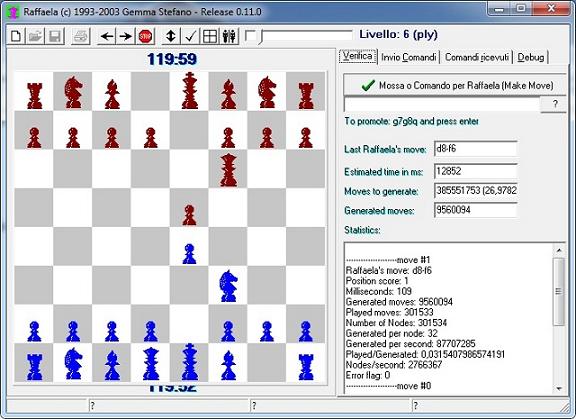 Raffaela (c) 1993-2003 Gemma Stefano - Release 0.11.0
STOP
Livello: 6 (ply)
119:59
Verifica Invio Comandi Comandi ricevuti Debug
Mossa o Comando per Raffaela (Make Move)
?
To promote: g7g8q and press enter
Last Raffaela's move: d8-f6
Estimated time in ms: 12852
Moves to generate: 385551753 (26,9782
Generated moves: 9560094
Statistics:
---------------------move #1
Raffaela's move: d8-f6
Position score: 1
Milliseconds: 109
Generated moves: 9560094
Played moves: 301533
Number of Nodes: 301534
Generated per node: 32
Generated per second: 87707285
Played/Generated: 0,0315407986574191
Nodes/second: 2766367
Error flag: 0
---------------------move #0
119:52
? ? ?